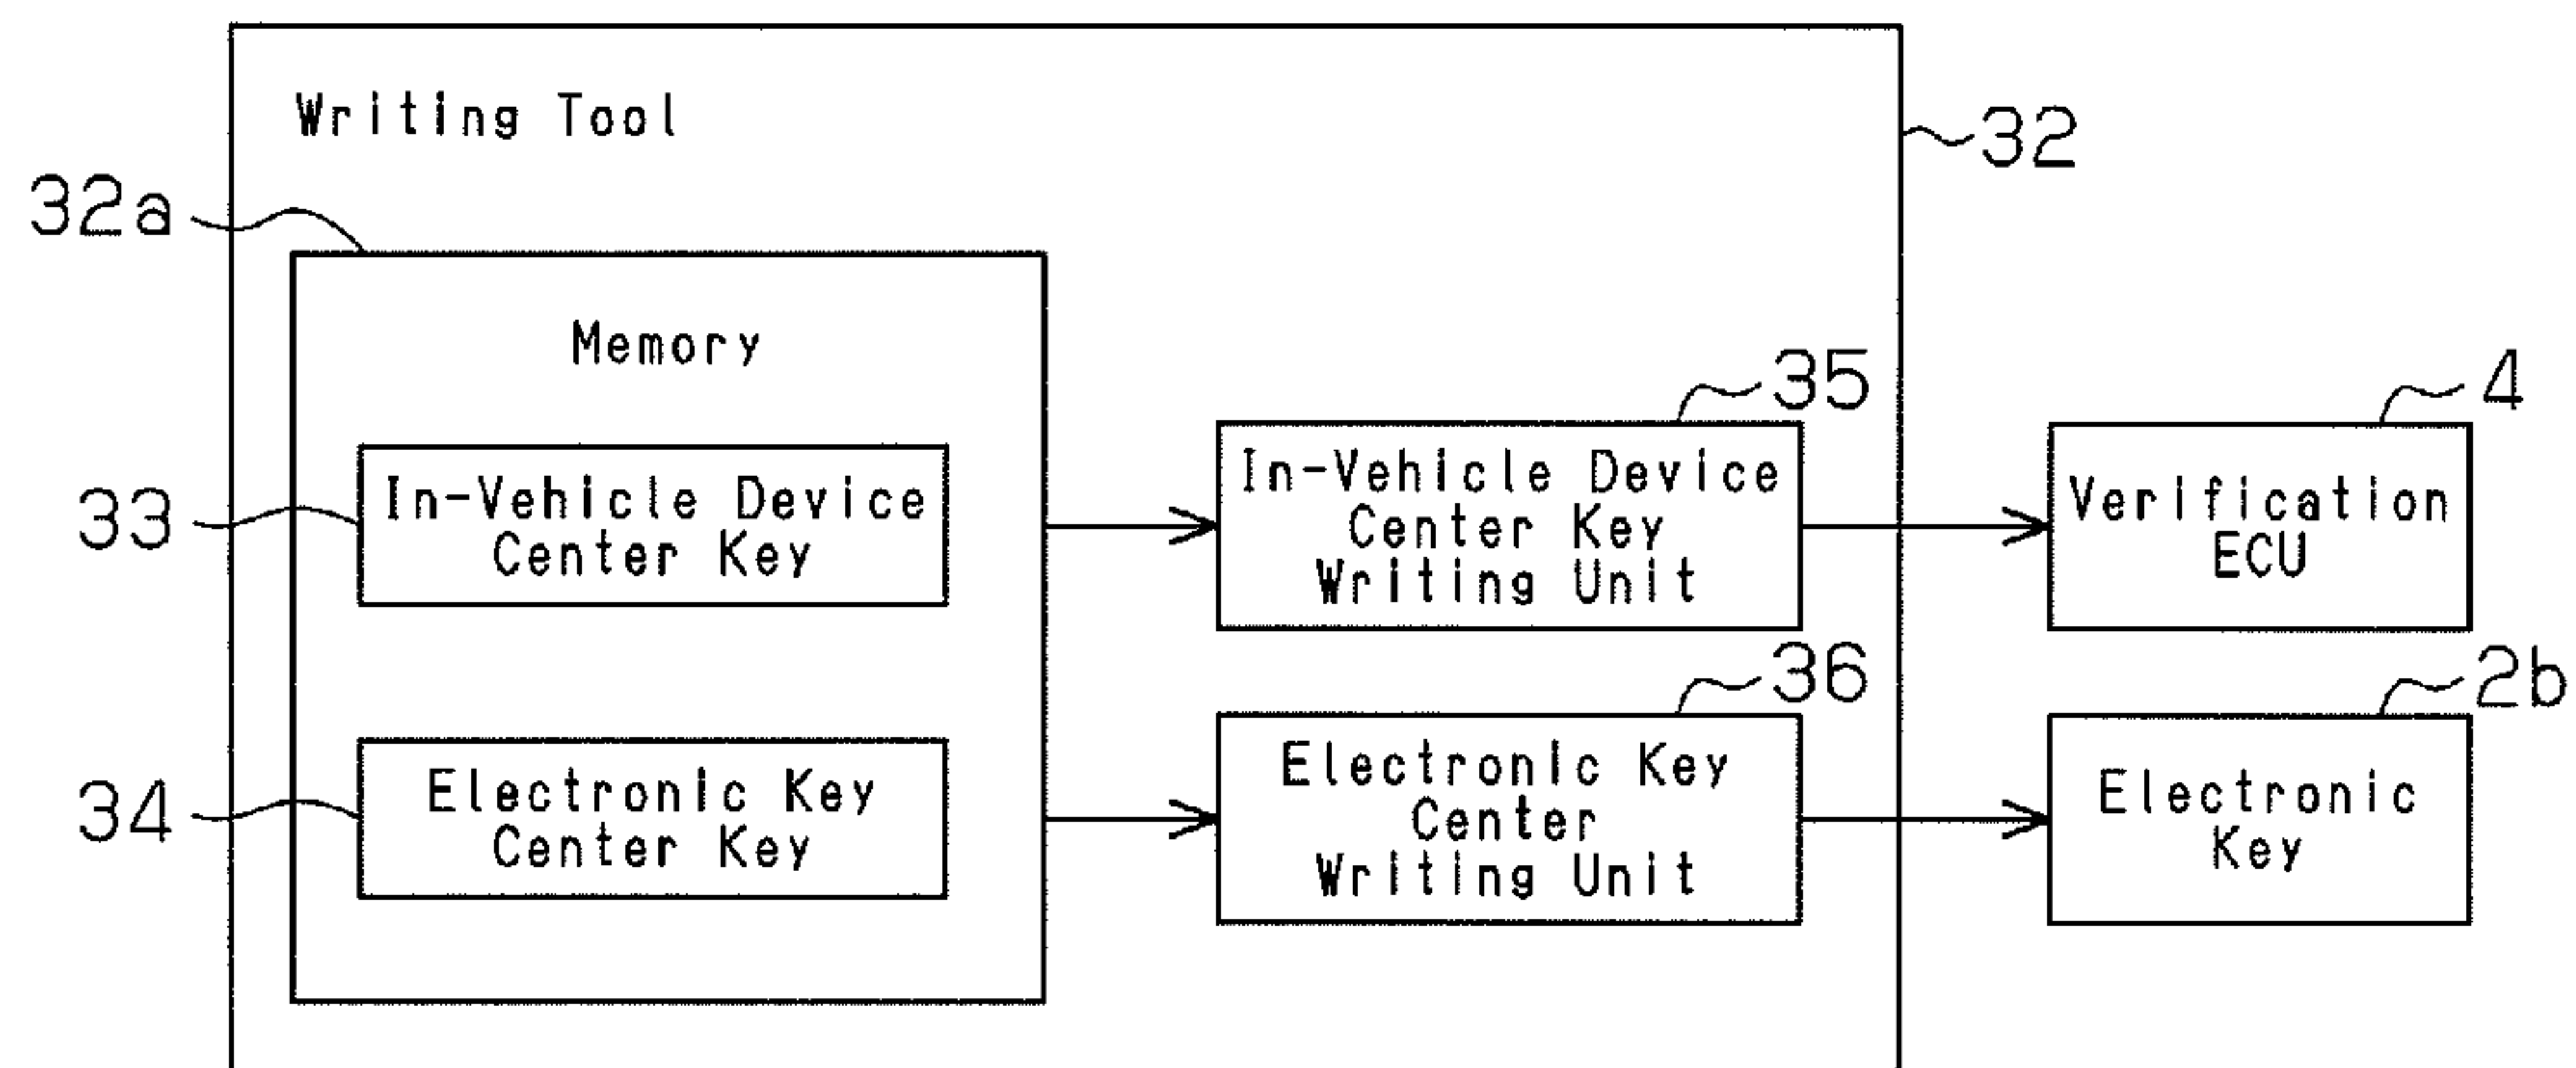 Writing Tool
32
32a
Memory
35
4
33
In-Vehicle Device
Center Key
In-Vehicle Device
Center Key
Writing Unit
Verification
ECU
36
2b
34
Electronic Key
Center Key
Electronic Key
Center
Writing Unit
Electronic
Key